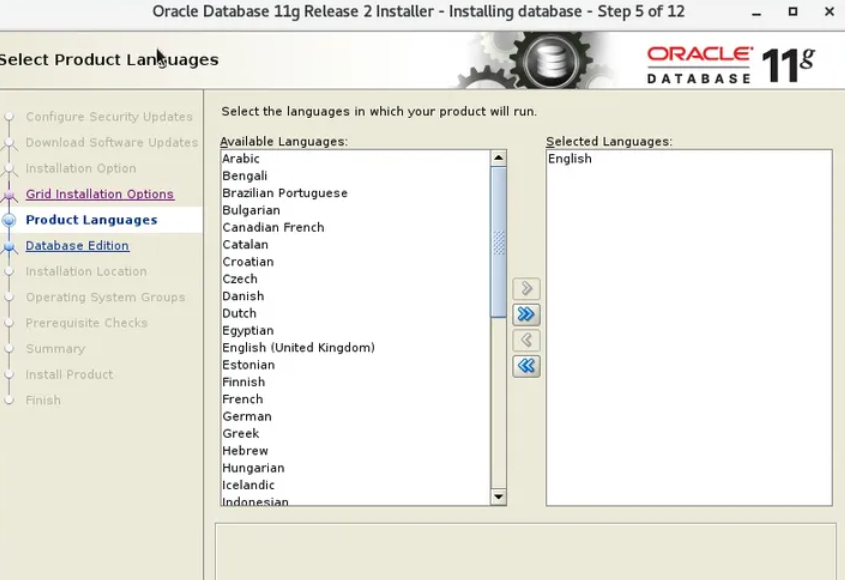 Oracle Database 11g Release 2 Installer - Installing database - Step 5 of 12
Select Product Languages
ORACLE
DATABASE 11g
Configure Security Updates
Download Software Updates
Installation Option
Grid Installation Options
Product Languages
Database Edition
Installation Location
Operating System Groups
Prerequisite Checks
Summary
Install Product
Finish
Select the languages in which your product will run.
Available Languages:
Arabic
Bengali
Brazilian Portuguese
Bulgarian
Canadian French
Catalan
Croatian
Czech
Danish
Dutch
Egyptian
English (United Kingdom)
Estonian
Finnish
French
German
Greek
Hebrew
Hungarian
Icelandic
Indonesian
Selected Languages:
English